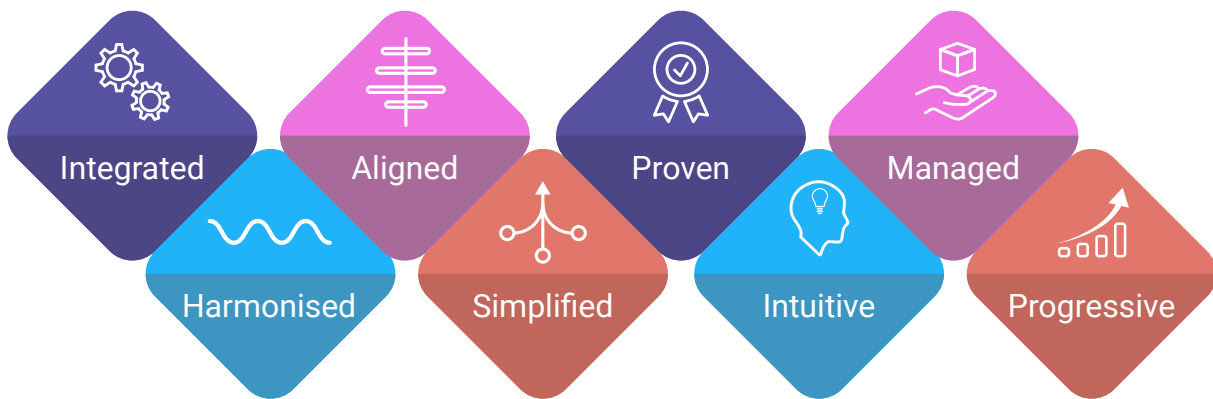 Integrated
Harmonised
Aligned
Simplified
Proven
Intuitive
Managed
Progressive